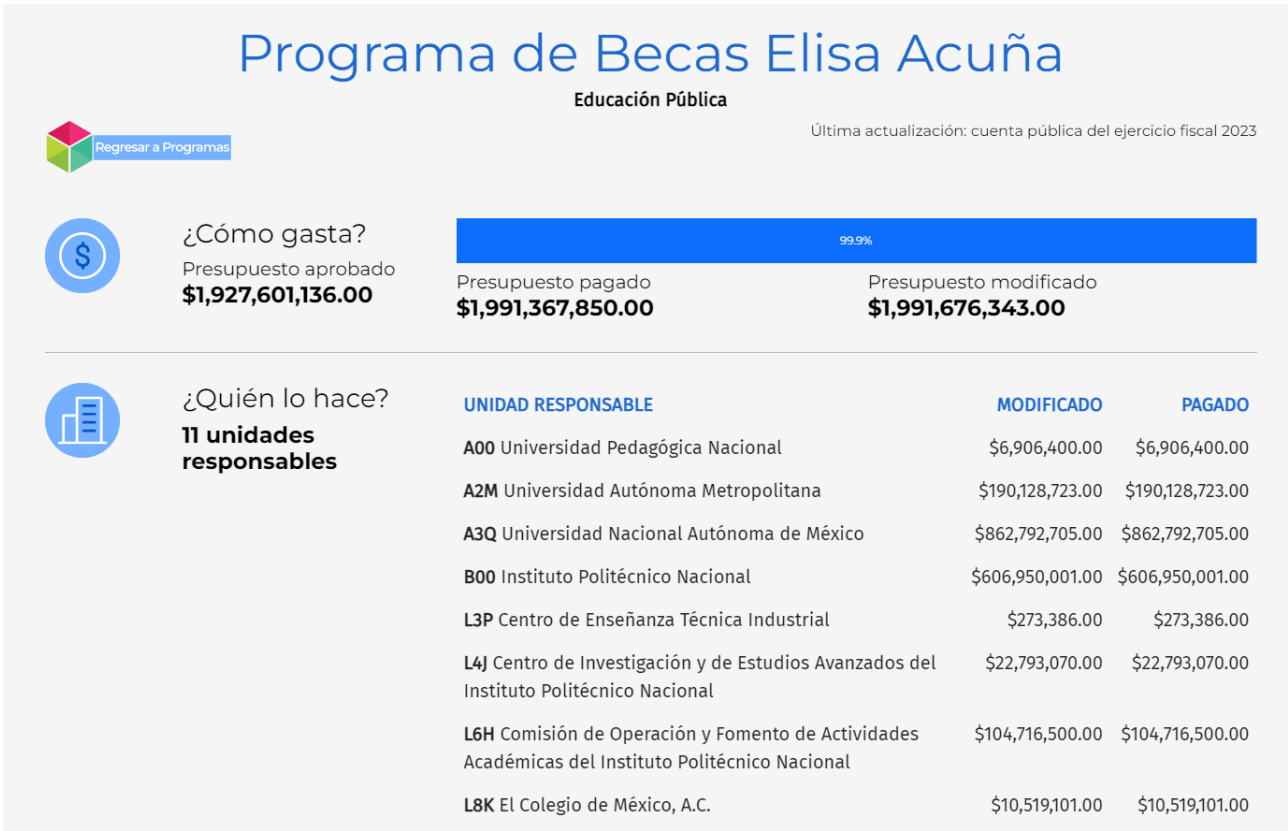 Programa de Becas Elisa Acuña
Educación Pública
Última actualización: cuenta pública del ejercicio fiscal 2023
Regresar a Programas
¿Cómo gasta?
Presupuesto aprobado
$1,927,601,136.00
99.9%
Presupuesto pagado
$1,991,367,850.00
Presupuesto modificado
$1,991,676,343.00
$
¿Quién lo hace?
11 unidades
responsables
UNIDAD RESPONSABLE MODIFICADO PAGADO
A00 Universidad Pedagógica Nacional $6,906,400.00 $6,906,400.00
A2M Universidad Autónoma Metropolitana $190,128,723.00 $190,128,723.00
A3Q Universidad Nacional Autónoma de México $862,792,705.00 $862,792,705.00
B00 Instituto Politécnico Nacional $606,950,001.00 $606,950,001.00
L3P Centro de Enseñanza Técnica Industrial $273,386.00 $273,386.00
L4J Centro de Investigación y de Estudios Avanzados del $22,793,070.00 $22,793,070.00
Instituto Politécnico Nacional
L6H Comisión de Operación y Fomento de Actividades $104,716,500.00 $104,716,500.00
Académicas del Instituto Politécnico Nacional
L8K El Colegio de México, A.C. $10,519,101.00 $10,519,101.00